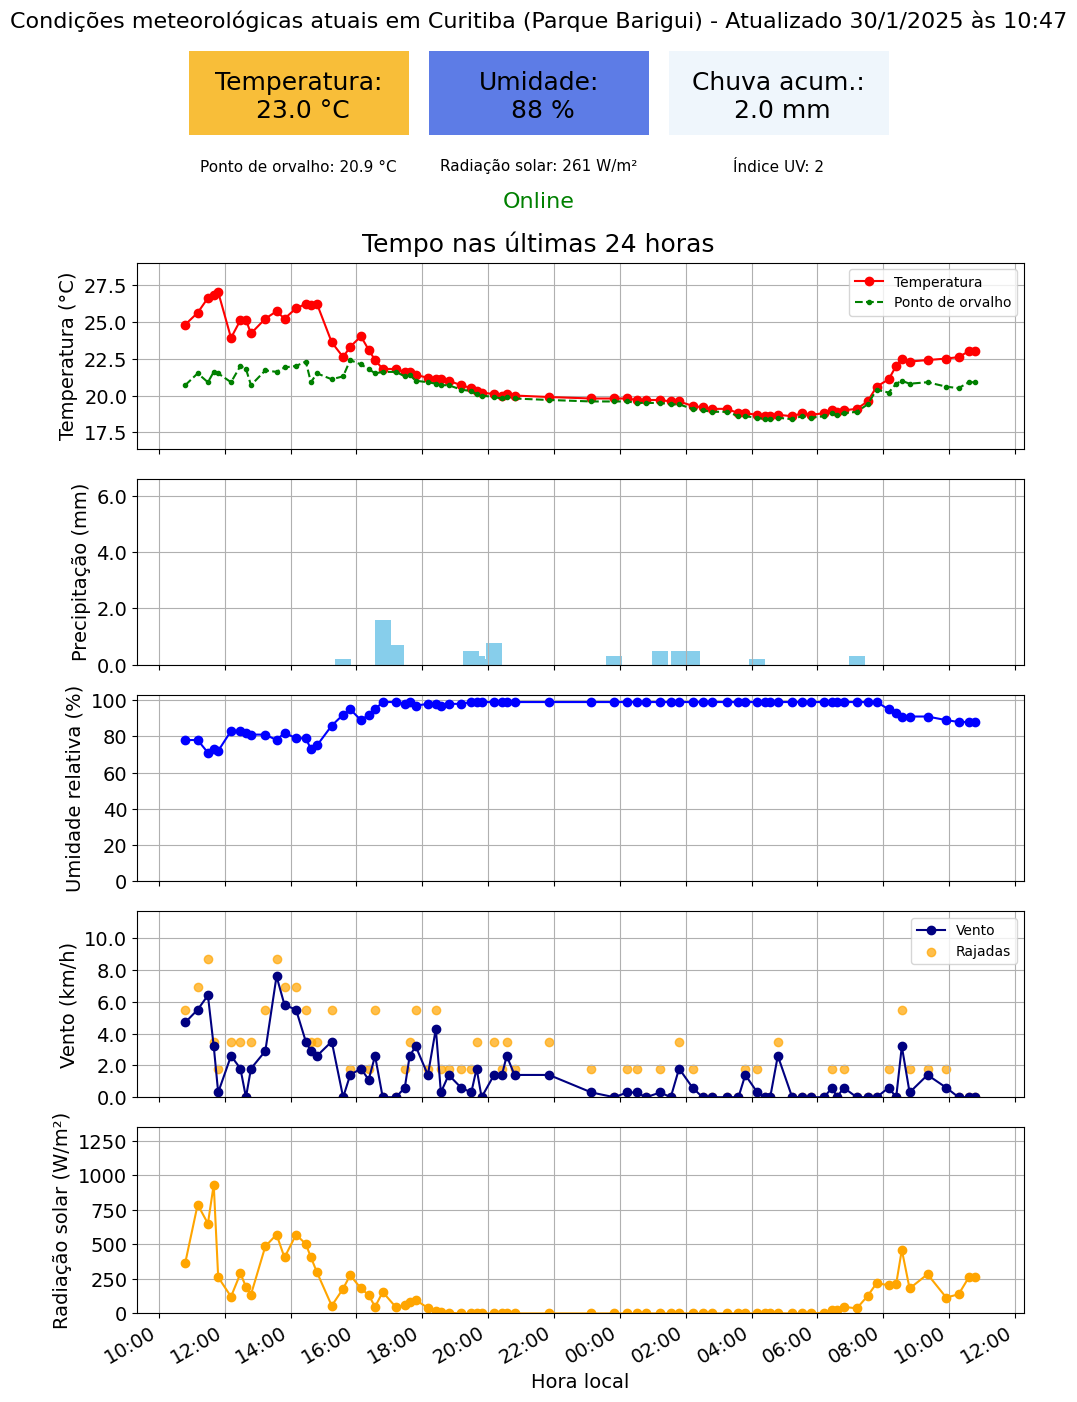 Condições meteorológicas atuais em Curitiba (Parque Barigui) - Atualizado 30/1/2025 às 10:47
Temperatura:
23.0 °C
Umidade:
88 %
Chuva acum.:
2.0 mm
Ponto de orvalho: 20.9 °C
Radiação solar: 261 W/m²
Índice UV: 2
Online
Tempo nas últimas 24 horas
Temperatura (°C)
27.5
25.0
22.5
20.0
17.5
Temperatura
Ponto de orvalho
Precipitação (mm)
6.0
4.0
2.0
0.0
Umidade relativa (%)
100
80
60
40
20
0
Vento (km/h)
10.0
8.0
6.0
4.0
2.0
0.0
Vento
Rajadas
Radiação solar (W/m²)
1250
1000
750
500
250
0
10:00
12:00
14:00
16:00
18:00
20:00
22:00
00:00
02:00
04:00
06:00
08:00
10:00
12:00
Hora local